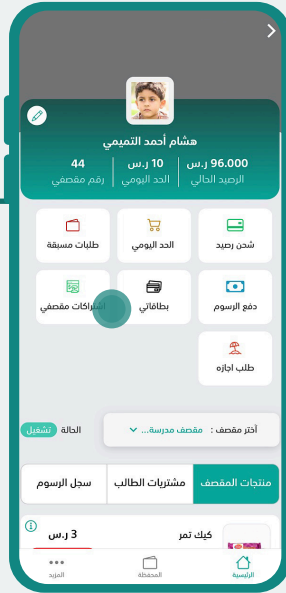 هشام أحمد التميمي
96.000 ر.س
10 ر.س
44
الرصيد الحالي
الحد اليومي
رقم مقصفي
شحن رصيد
الحد اليومي
طلبات مسبقة
دفع الرسوم
بطاقاتي
اشتراكات مقصفي
طلب اجازه
أختر مقصف : مقصف مدرسة...
الحالة تشغيل
منتجات المقصف
مشتريات الطالب
سجل الرسوم
كيك تمر
3 ر.س
الرئيسية
المحفظة
المزيد